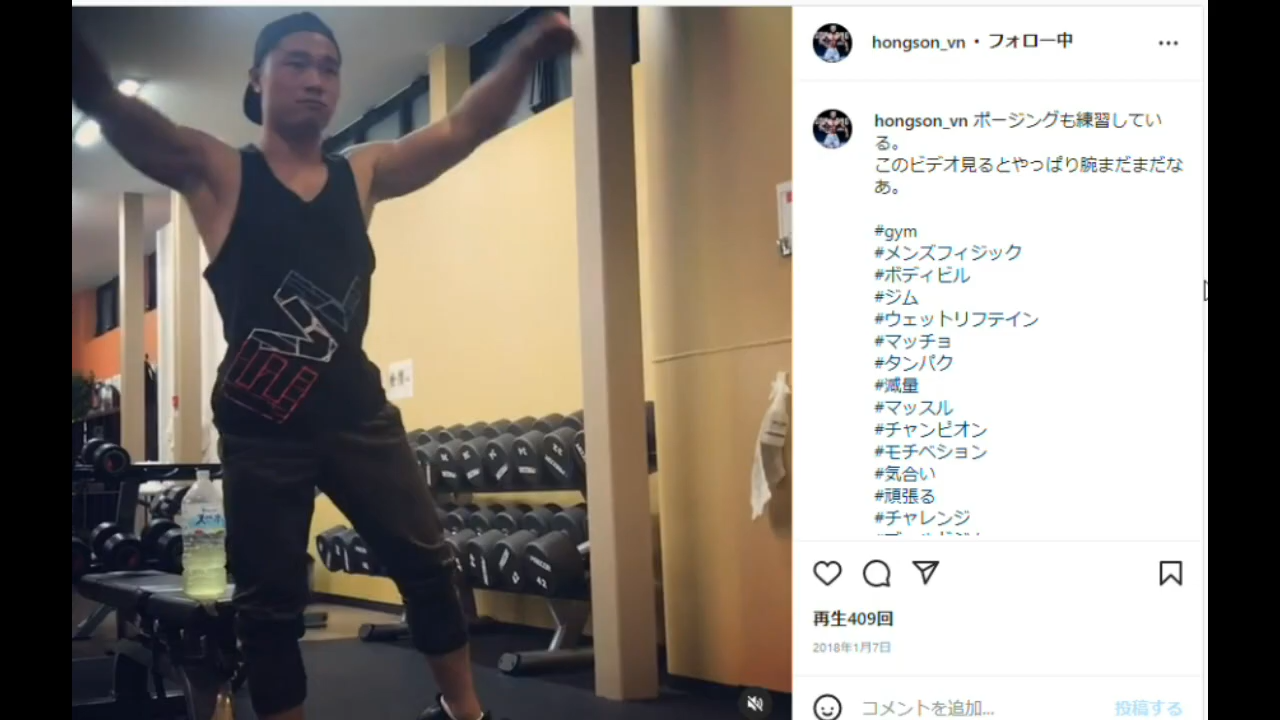 hongson_vn • フォロー中
hongson_vn ポージングも練習してい
る。
このビデオ見るとやっぱり腕まだまだな
あ。
#gym
#メンズフィジック
#ボディビル
#ジム
#ウェットリフテイン
#マッチョ
#タンパク
#減量
#マッスル
#チャンピオン
#モチベション
#気合い
#頑張る
#チャレンジ
再生409回
2018年1月7日
コメントを追加...
投稿する